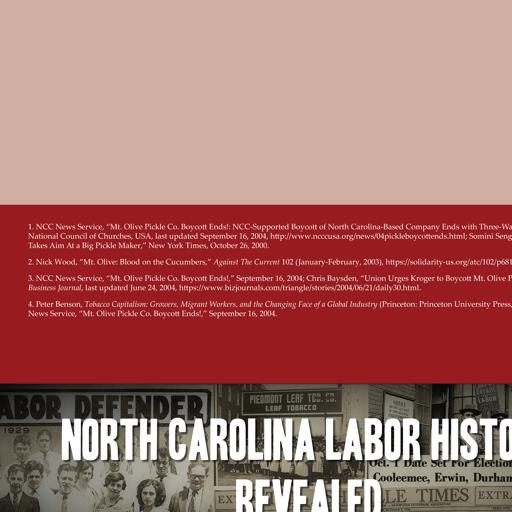 1. NCC News Service, “Mt. Olive Pickle Co. Boycott Ends!: NCC-Supported Boycott of North Carolina-Based Company Ends with Three-Wa
National Council of Churches, USA, last updated September 16, 2004, http://www.ncccusa.org/news/04pickleboycottends.html; Somini Seng
Takes Aim At a Big Pickle Maker,” New York Times, October 26, 2000.
2. Nick Wood, “Mt. Olive: Blood on the Cucumbers,” Against The Current 102 (January-February, 2003), https://solidarity-us.org/atc/102/p681
3. NCC News Service, “Mt. Olive Pickle Co. Boycott Ends!,” September 16, 2004; Chris Baysden, “Union Urges Kroger to Boycott Mt. Olive P
Business Journal, last updated June 24, 2004, https://www.bizjournals.com/triangle/stories/2004/06/21/daily30.html.
4. Peter Benson, Tobacco Capitalism: Growers, Migrant Workers, and the Changing Face of a Global Industry (Princeton: Princeton University Press,
News Service, “Mt. Olive Pickle Co. Boycott Ends!,” September 16, 2004.
ABOR DEFENDER
1929
PIEDMONT LEAF TOB. CO.
LEAF TOBACCO
NORTH CAROLINA LABOR HISTO
REVEALED
Oct. 1 Date Set For Election
Cooleemee, Erwin, Durham
LE TIMES
EXTRA